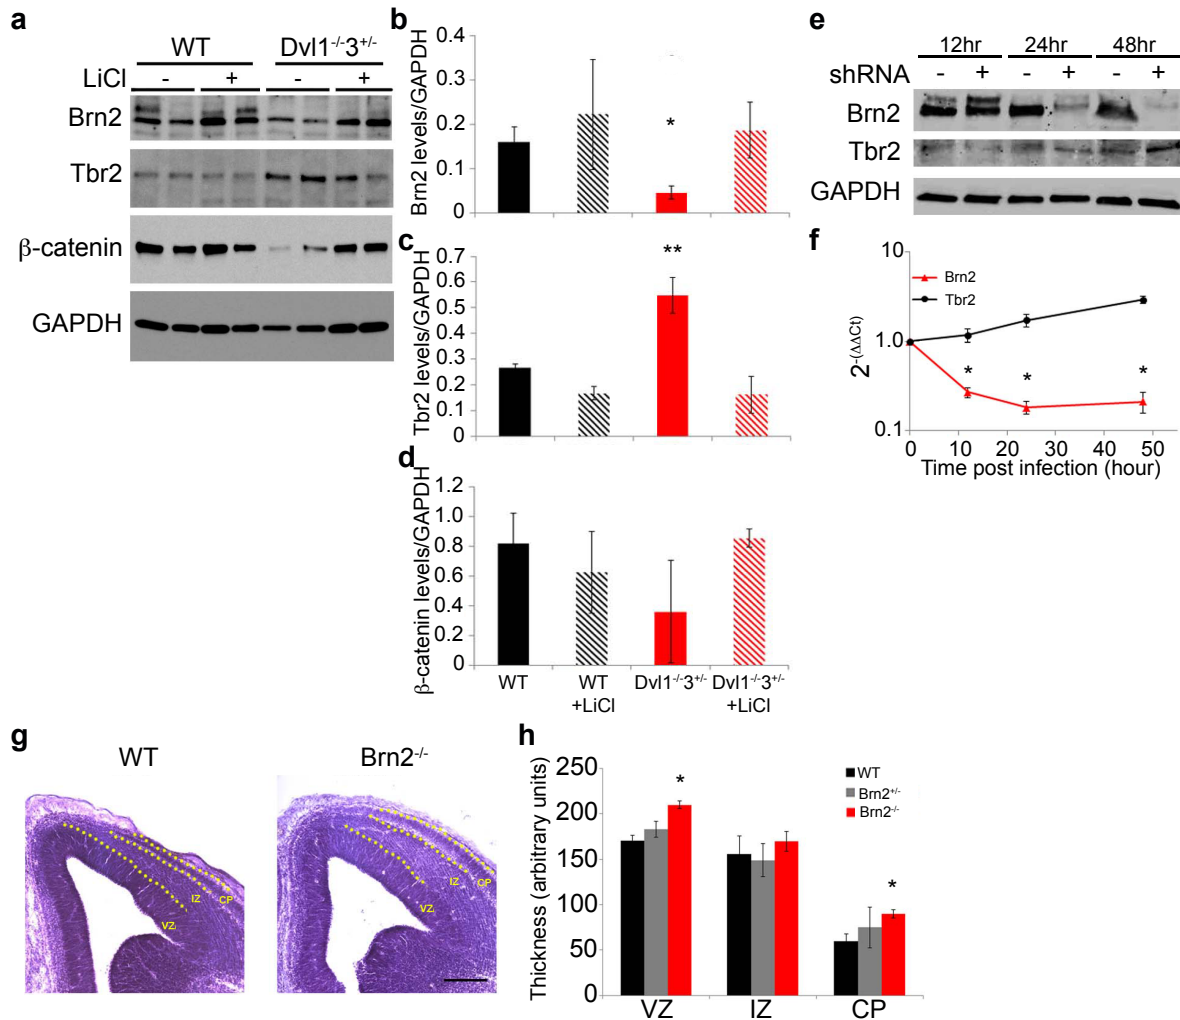 a
WT Dvl1-/-3+/-
LiCl - + - +
Brn2
Tbr2
β-catenin
GAPDH
b
Brn2 levels/GAPDH
0.4
0.3
0.2
0.1
0
*
c
Tbr2 levels/GAPDH
0.7
0.6
0.5
0.4
0.3
0.2
0.1
0
**
d
β-catenin levels/GAPDH
1.2
1.0
0.8
0.6
0.4
0.2
0
WT WT Dvl1-/-3+/- Dvl1-/-3+/-
+LiCl +LiCl
e
12hr 24hr 48hr
shRNA - + - + - +
Brn2
Tbr2
GAPDH
f
10
1.0
0.1
2-(ΔΔCt)
Brn2
Tbr2
* * *
0 10 20 30 40 50
Time post infection (hour)
g
WT Brn2-/-
VZ IZ CP
VZ IZ CP
h
Thickness (arbitrary units)
250
200
150
100
50
0
* *
WT
Brn2+/-
Brn2-/-
VZ IZ CP